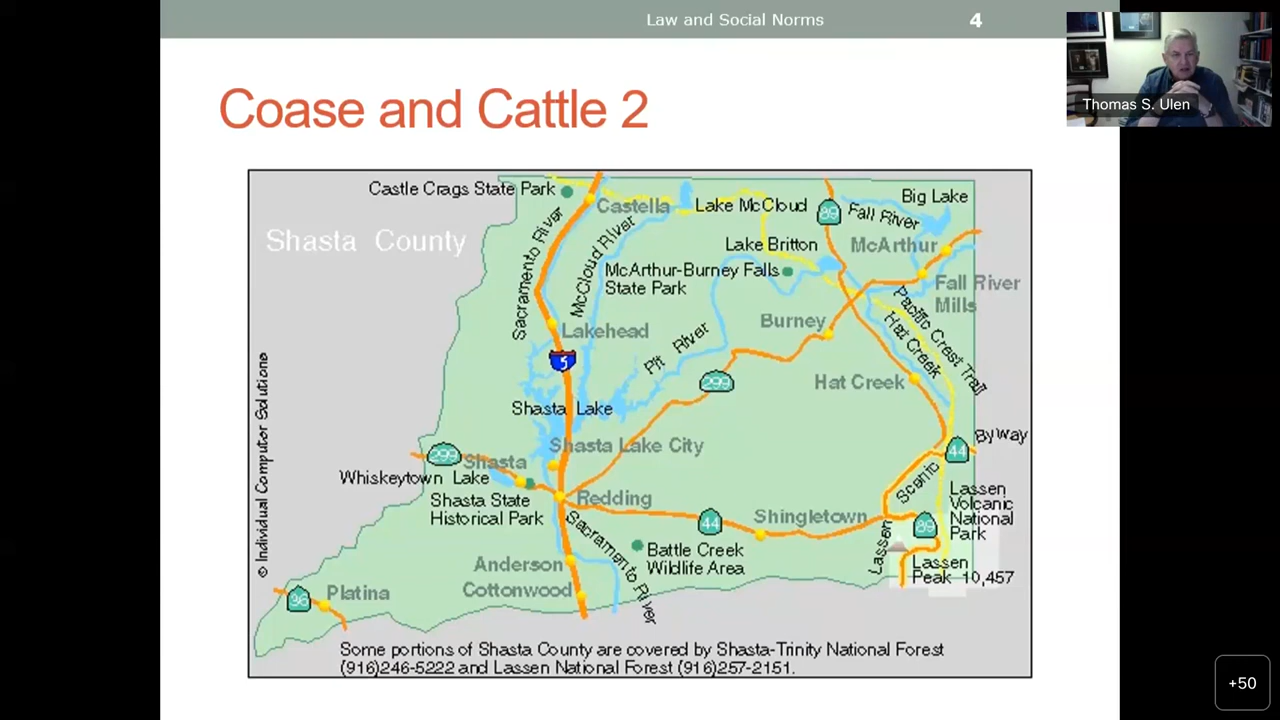 Law and Social Norms
4
Thomas S. Ulen
Coase and Cattle 2
Castle Crags State Park
Castella
Lake McCloud
89
Fall River
Big Lake
Shasta County
Sacramento River
McCloud River
Lake Britton
McArthur
McArthur-Burney Falls
State Park
Fall River
Mills
Pacific Crest Trail
Hat Creek
Lakehead
Burney
Pit River
5
299
Hat Creek
Shasta Lake
Shasta Lake City
44
Byway
Scenic
Lassen
299
Shasta
Whiskeytown Lake
Shasta State
Historical Park
Redding
44
Shingletown
89
Lassen
Volcanic
National
Park
Sacramento River
Battle Creek
Wildlife Area
Lassen
Peak 10,457
Anderson
Cottonwood
36
Platina
© Individual Computer Solutions
Some portions of Shasta County are covered by Shasta-Trinity National Forest
(916)246-5222 and Lassen National Forest (916)257-2151.
+50